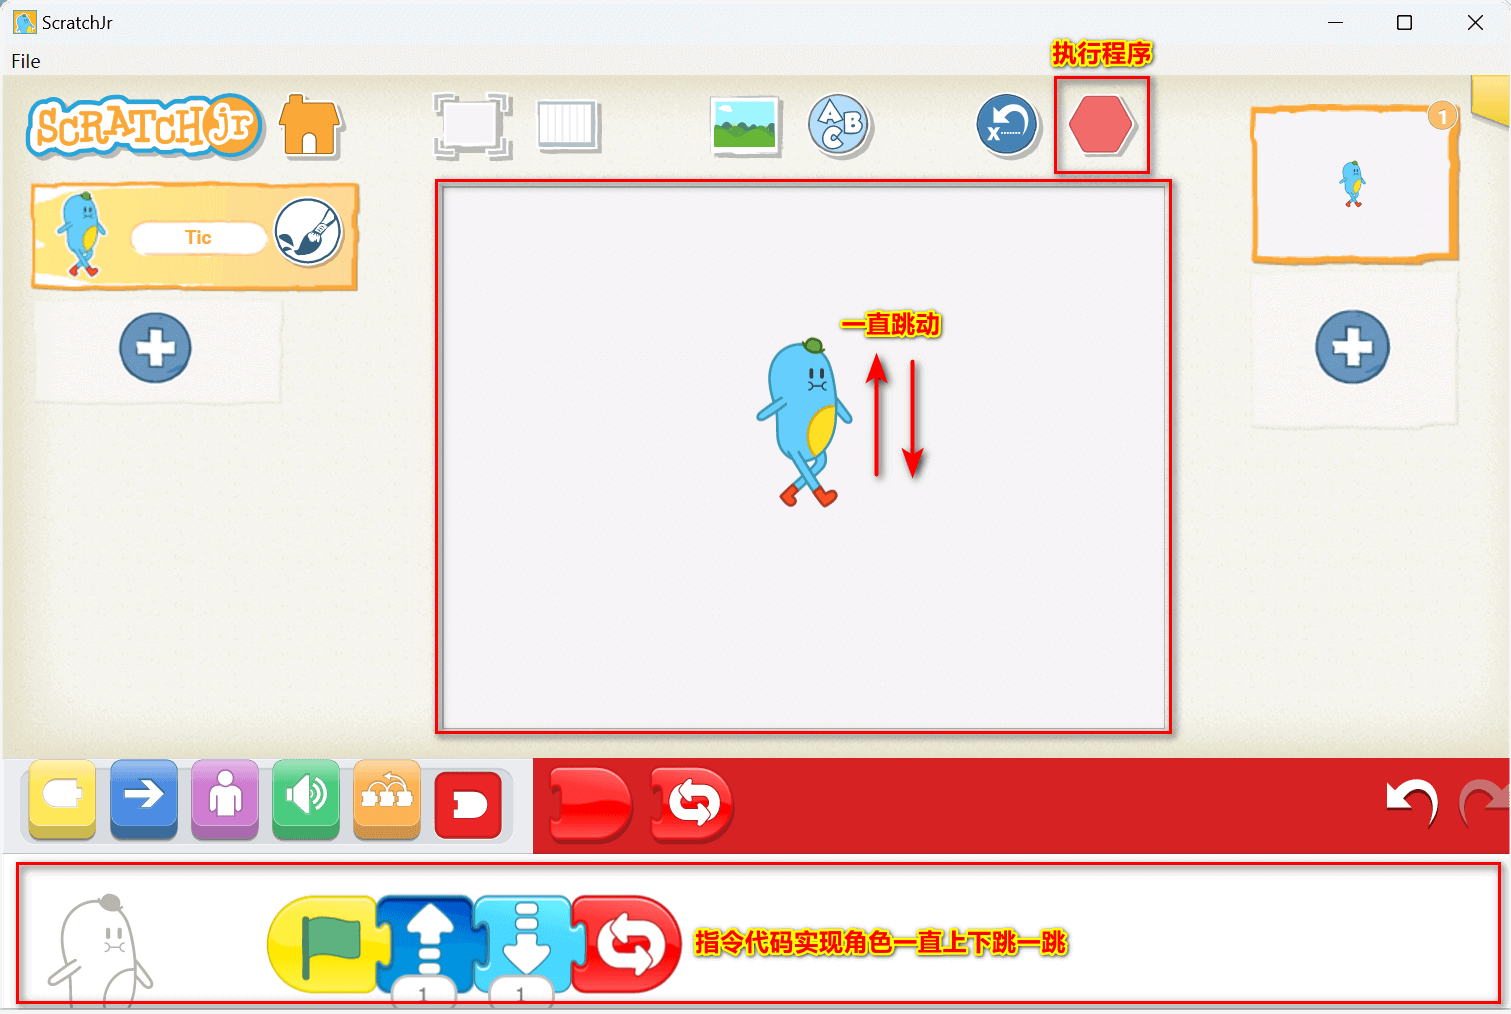 ScratchJr
File
执行程序
SCRATCH jr
A B C
x
1
Tic
一直跳动
指令代码实现角色一直上下跳一跳
1
1